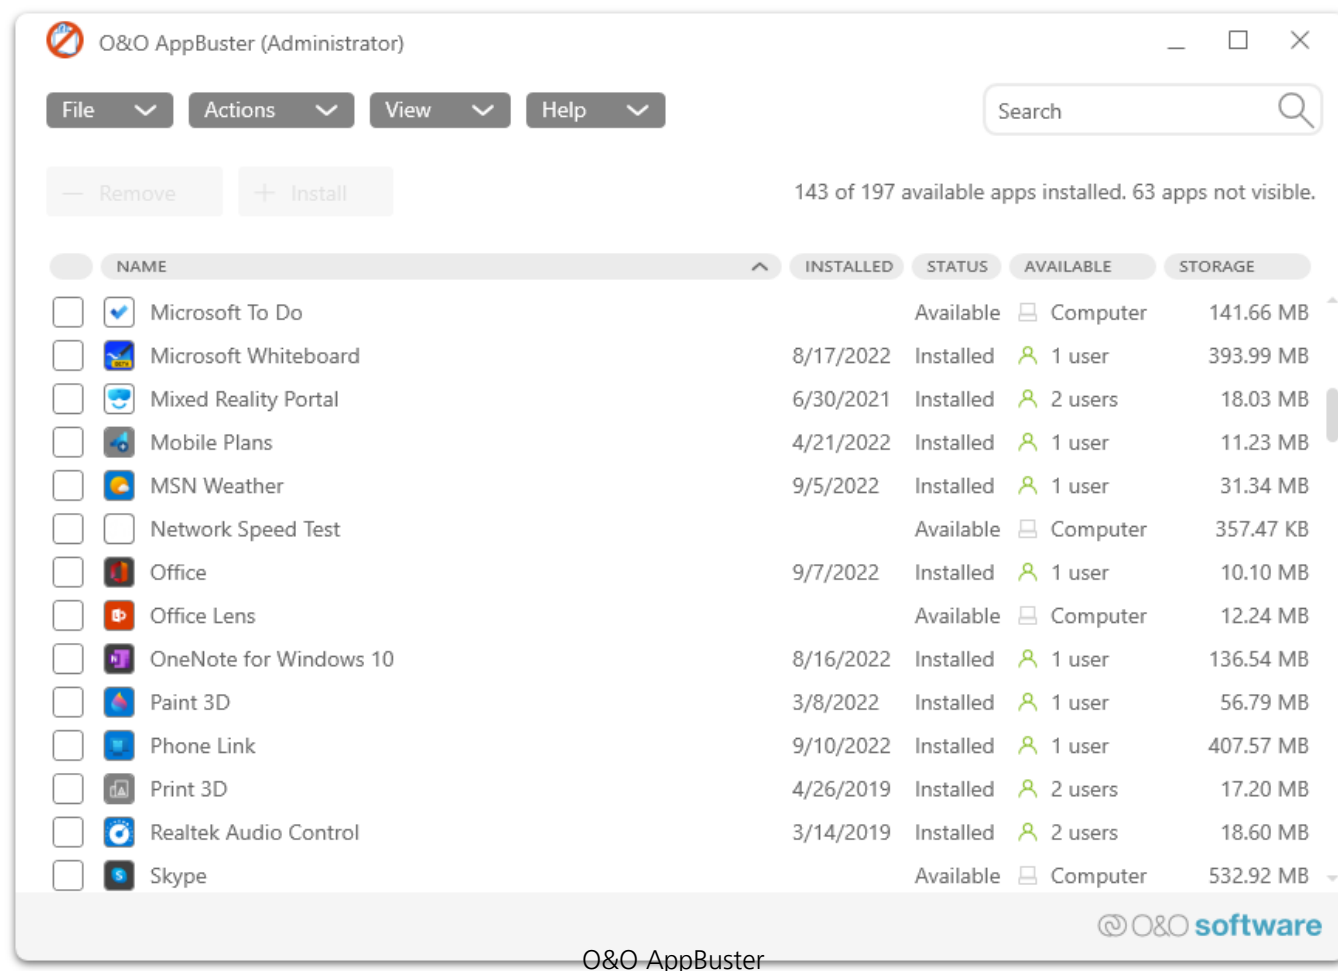 O&O AppBuster (Administrator)
File Actions View Help Search
Remove Install 143 of 197 available apps installed. 63 apps not visible.
NAME INSTALLED STATUS AVAILABLE STORAGE
Microsoft To Do Available Computer 141.66 MB
Microsoft Whiteboard 8/17/2022 Installed 1 user 393.99 MB
Mixed Reality Portal 6/30/2021 Installed 2 users 18.03 MB
Mobile Plans 4/21/2022 Installed 1 user 11.23 MB
MSN Weather 9/5/2022 Installed 1 user 31.34 MB
Network Speed Test Available Computer 357.47 KB
Office 9/7/2022 Installed 1 user 10.10 MB
Office Lens Available Computer 12.24 MB
OneNote for Windows 10 8/16/2022 Installed 1 user 136.54 MB
Paint 3D 3/8/2022 Installed 1 user 56.79 MB
Phone Link 9/10/2022 Installed 1 user 407.57 MB
Print 3D 4/26/2019 Installed 2 users 17.20 MB
Realtek Audio Control 3/14/2019 Installed 2 users 18.60 MB
Skype Available Computer 532.92 MB
O&O software
O&O AppBuster